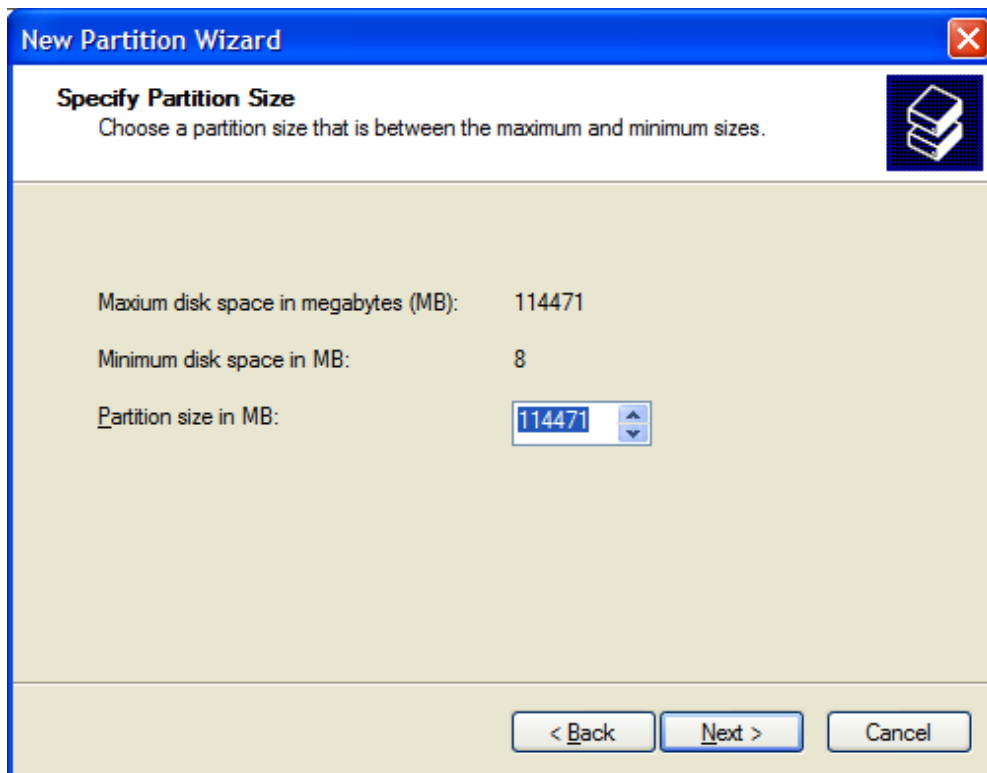 New Partition Wizard
Specify Partition Size
Choose a partition size that is between the maximum and minimum sizes.
Maxium disk space in megabytes (MB): 114471
Minimum disk space in MB: 8
Partition size in MB: 114471
< Back Next > Cancel